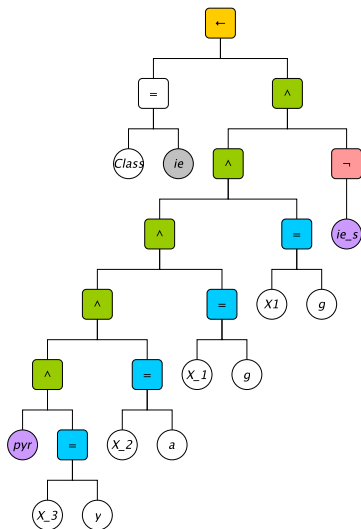 ←
= ^
Class ie ^ ¬
^ = ie_s
^ = X1 g
^ = X_1 g
pyr = X_2 a
X_3 y